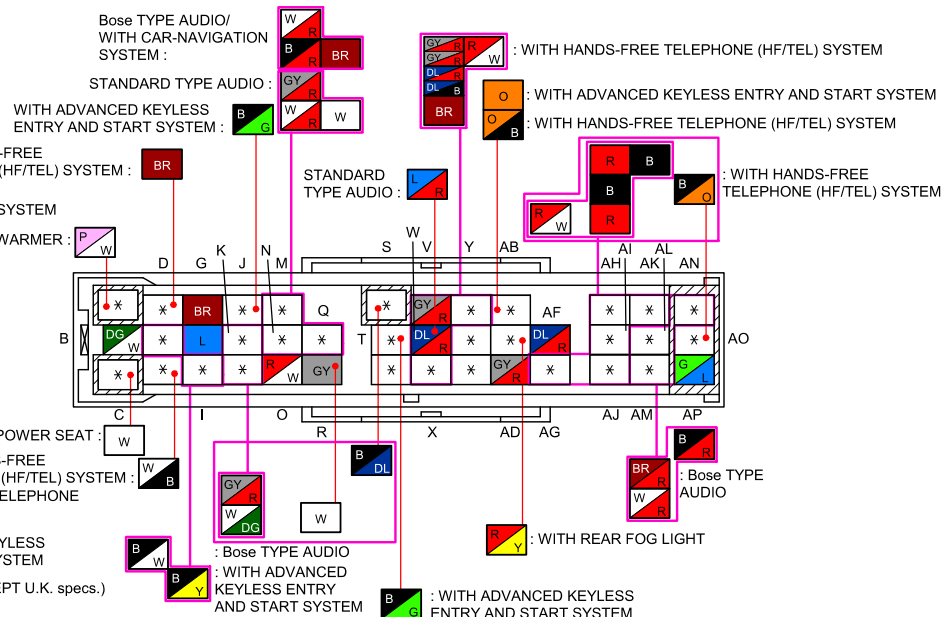 Bose TYPE AUDIO/
WITH CAR-NAVIGATION
SYSTEM :
W R
B R BR
STANDARD TYPE AUDIO :
GY R
W R W
WITH ADVANCED KEYLESS
ENTRY AND START SYSTEM :
B G
-FREE
(HF/TEL) SYSTEM :
BR
SYSTEM
WARMER :
P W
GY R R W
GY R
DL R
DL B
BR
: WITH HANDS-FREE TELEPHONE (HF/TEL) SYSTEM
O
: WITH ADVANCED KEYLESS ENTRY AND START SYSTEM
O B
: WITH HANDS-FREE TELEPHONE (HF/TEL) SYSTEM
STANDARD
TYPE AUDIO :
L R
R B
B
R
R W
B O
: WITH HANDS-FREE
TELEPHONE (HF/TEL) SYSTEM
D G J M K N Q
S V Y AB W
AF
AH AK AN AI AL
* * BR * * * GY R * * * * *
B DG W * L * * * T * DL R * * DL R * * * AO
* * * * R W GY * * * GY R * * * G L
C I O R X AD AG AJ AM AP
POWER SEAT :
W
S-FREE
(HF/TEL) SYSTEM :
W B
TELEPHONE
GY R
W DG
B DL
W
: Bose TYPE AUDIO
YLESS
YSTEM
B W
B Y
EPT U.K. specs.)
: WITH ADVANCED
KEYLESS ENTRY
AND START SYSTEM
B G
: WITH ADVANCED KEYLESS
ENTRY AND START SYSTEM
R Y
: WITH REAR FOG LIGHT
B R
BR R
W R
: Bose TYPE
AUDIO